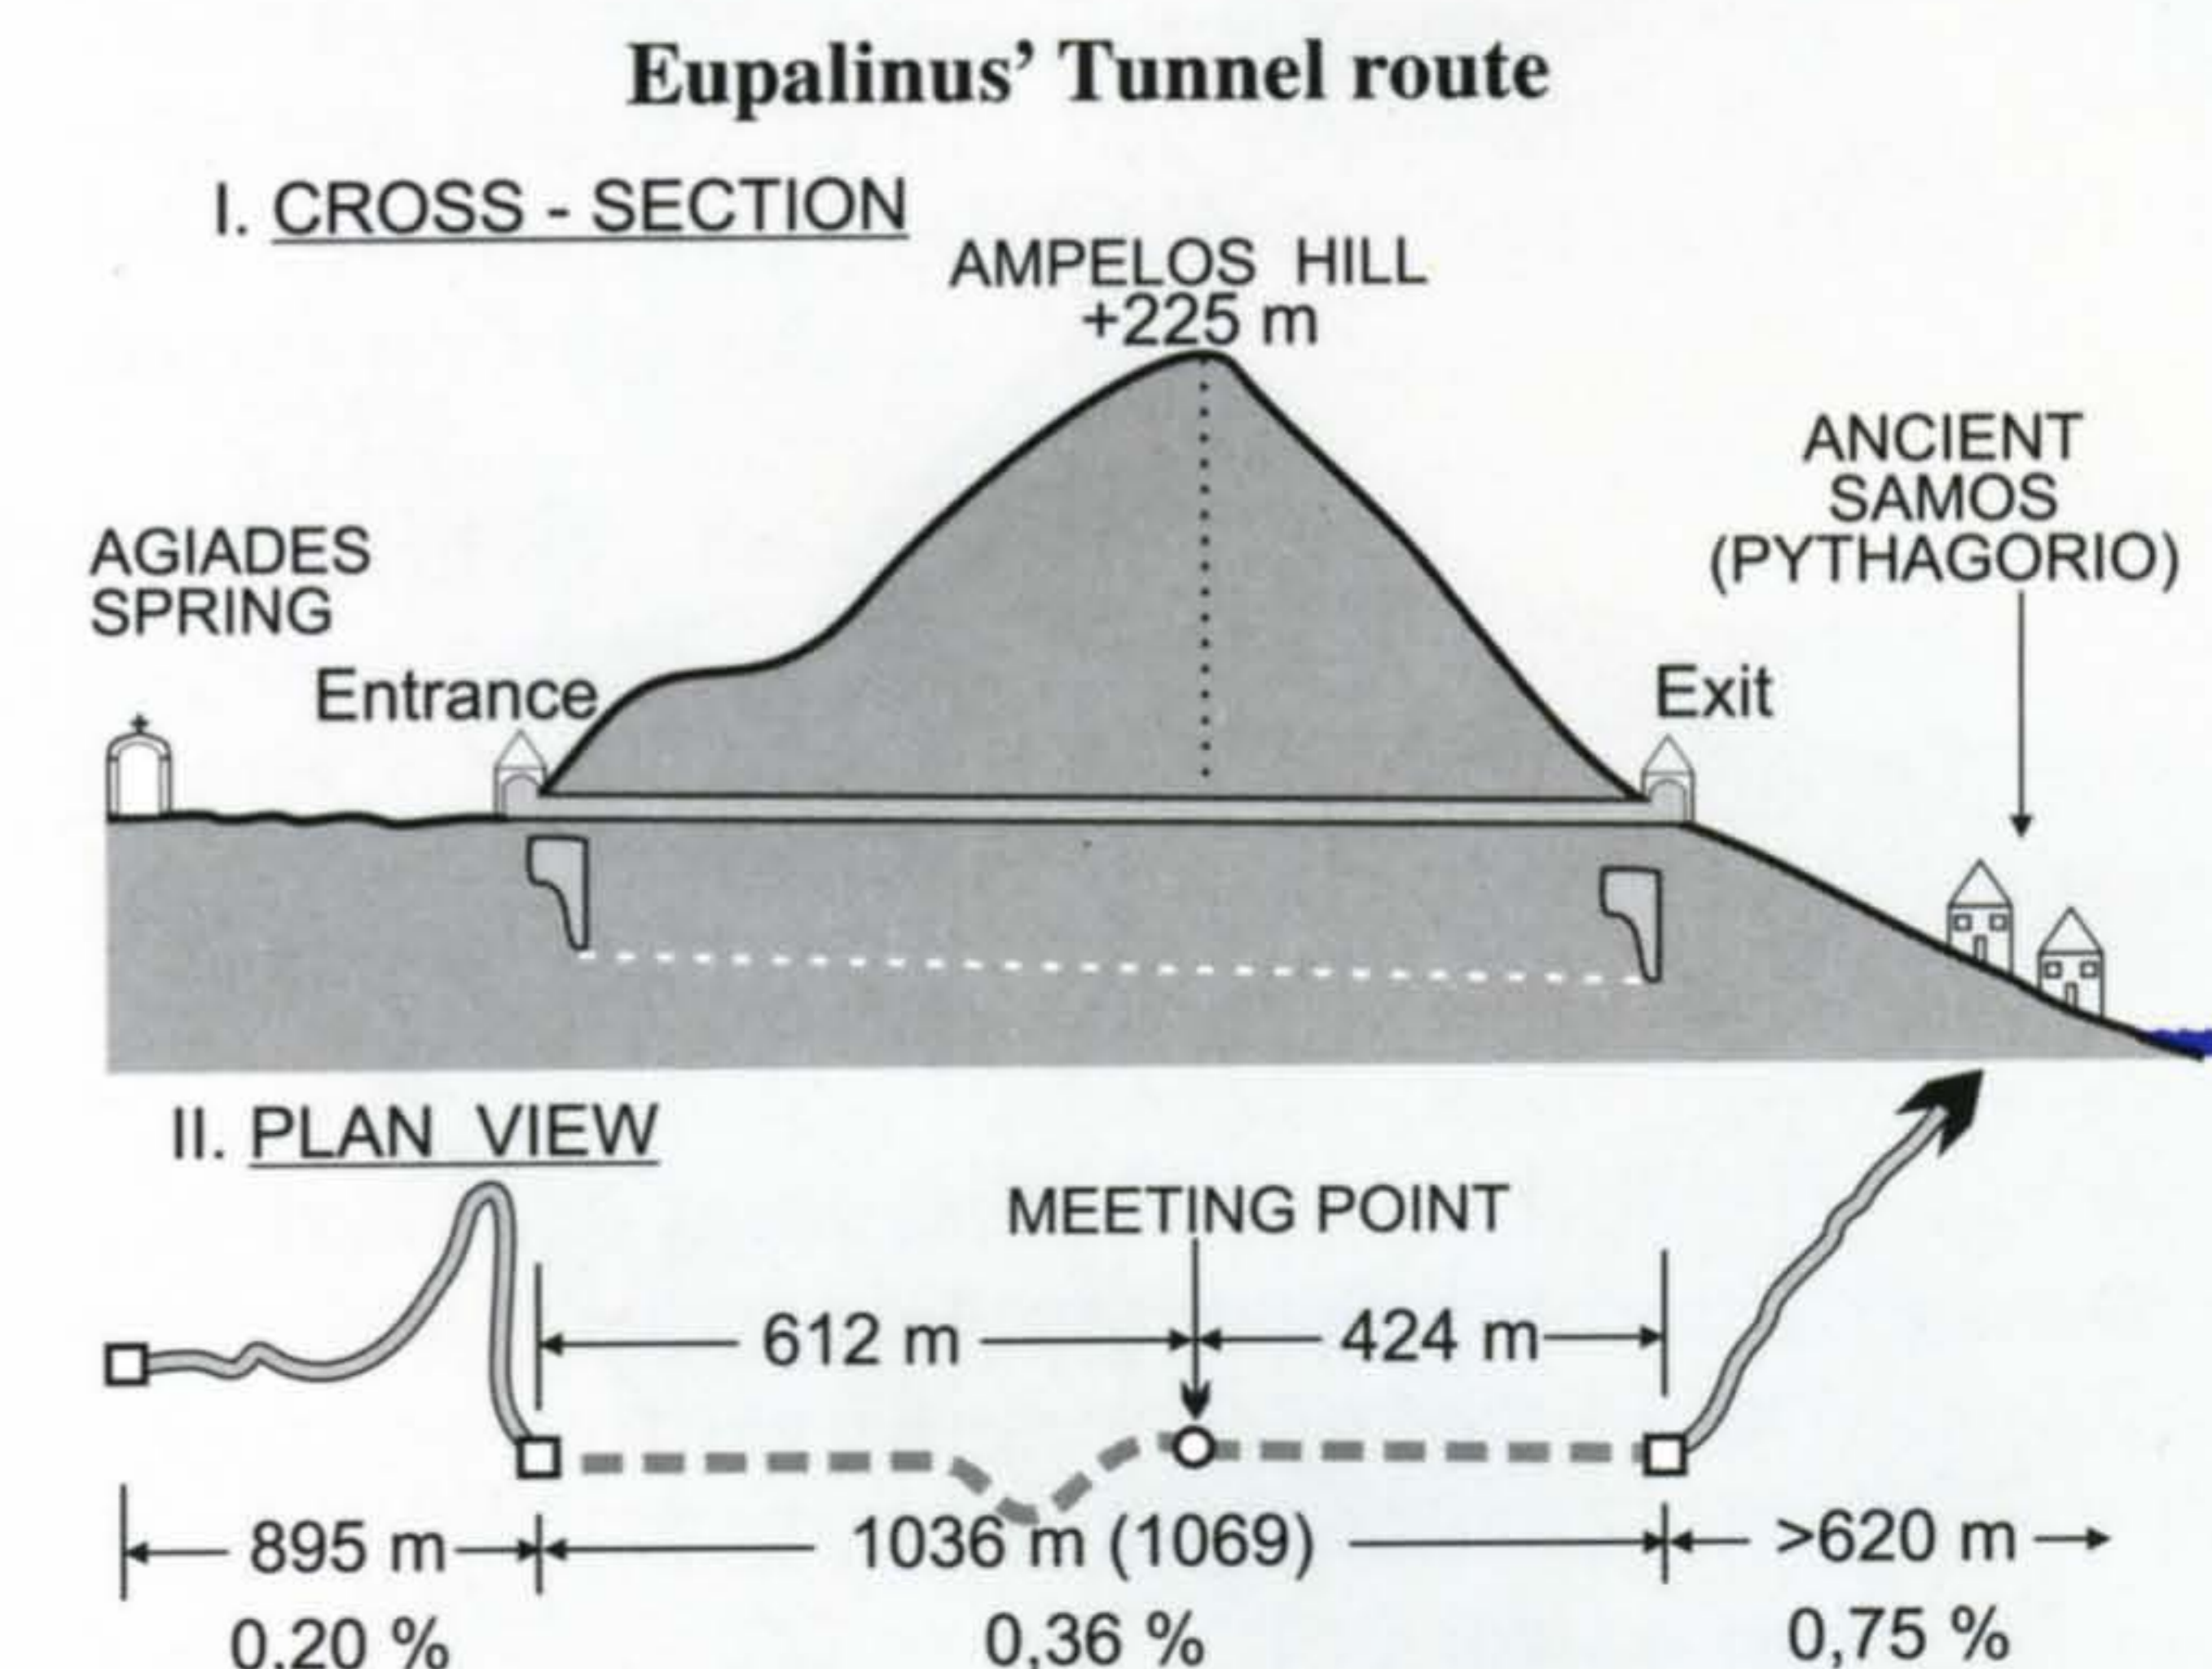 Eupalinus’ Tunnel route
I. CROSS - SECTION
AMPELOS HILL
+225 m
ANCIENT
SAMOS
(PYTHAGORIO)
AGIADES
SPRING
Entrance
Exit
II. PLAN VIEW
MEETING POINT
612 m
424 m
895 m
1036 m (1069)
>620 m
0,20 %
0,36 %
0,75 %